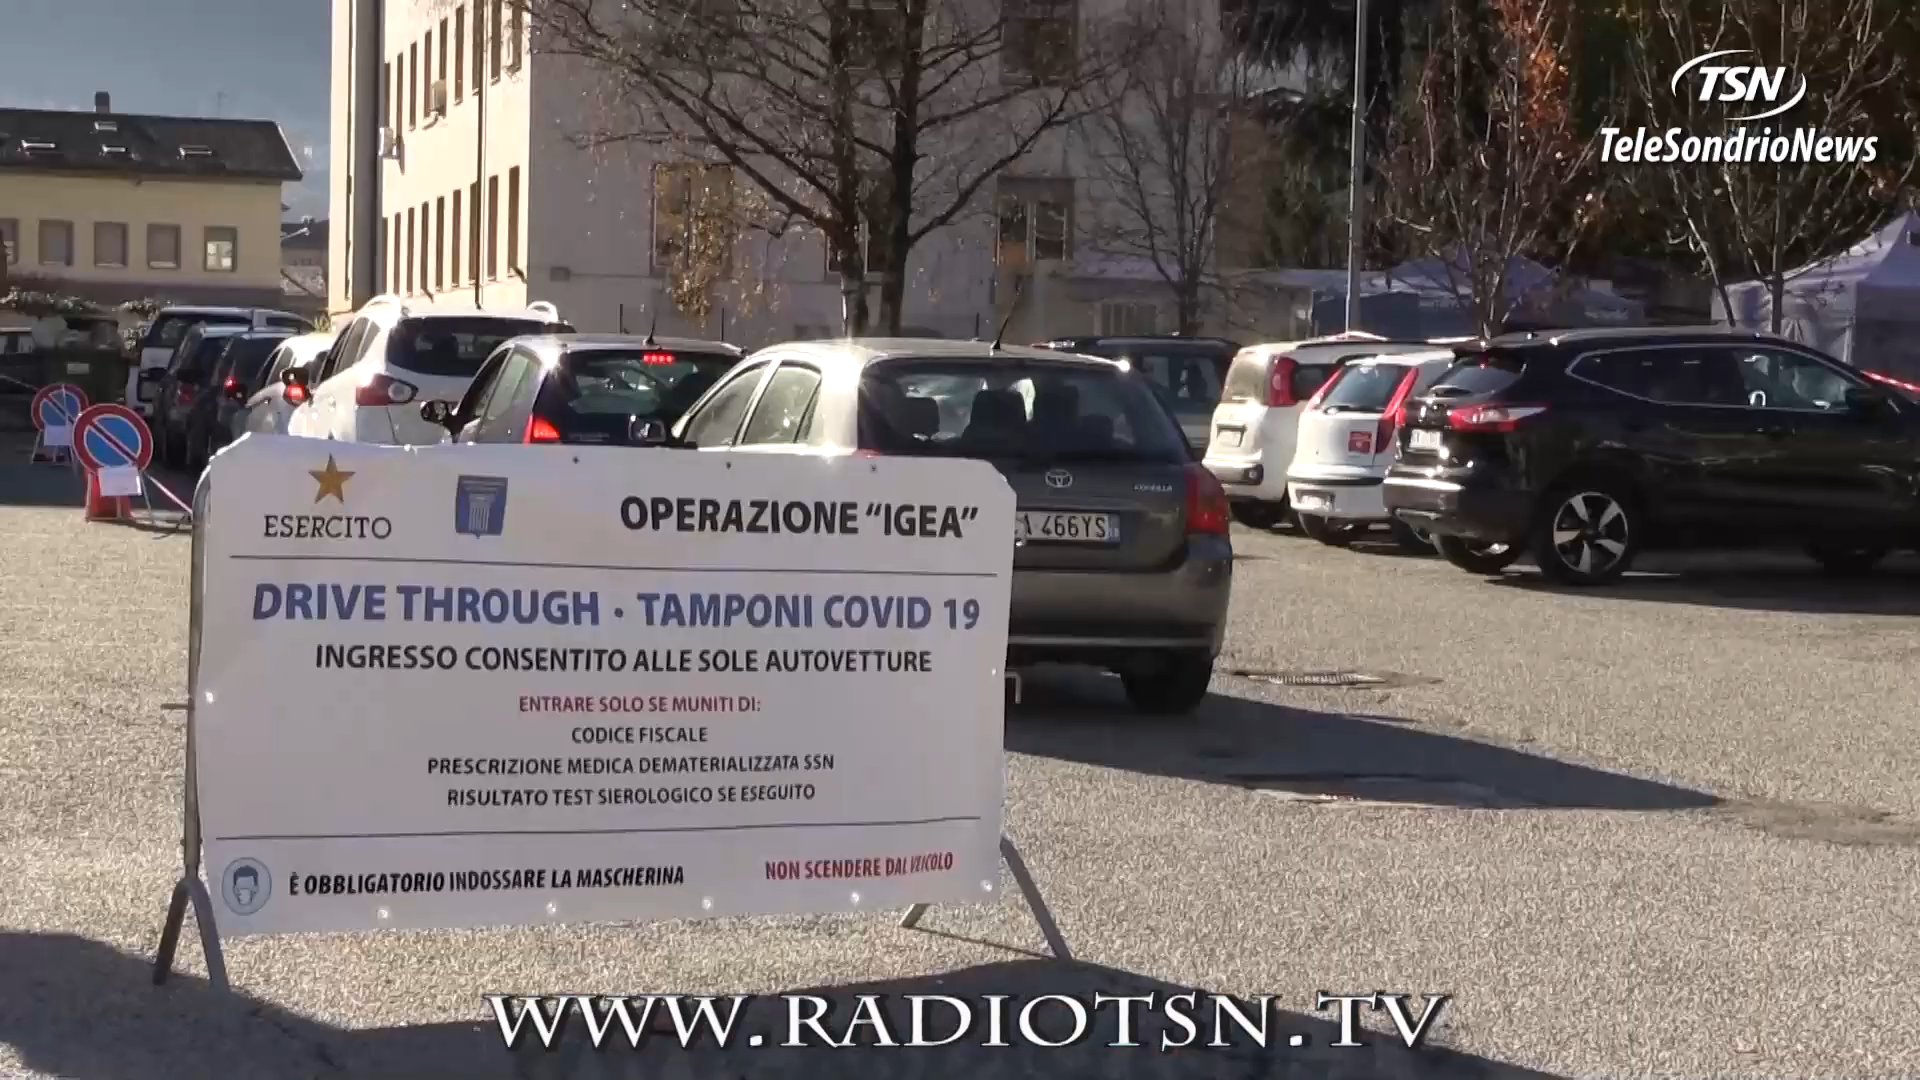 TSN
TeleSondrioNews
ESERCITO
OPERAZIONE “IGEA”
DRIVE THROUGH · TAMPONI COVID 19
INGRESSO CONSENTITO ALLE SOLE AUTOVETTURE
ENTRARE SOLO SE MUNITI DI:
CODICE FISCALE
PRESCRIZIONE MEDICA DEMATERIALIZZATA SSN
RISULTATO TEST SIEROLOGICO SE ESEGUITO
È OBBLIGATORIO INDOSSARE LA MASCHERINA
NON SCENDERE DAL VEICOLO
COROLLA
A 466YS
WWW.RADIOTSN.TV